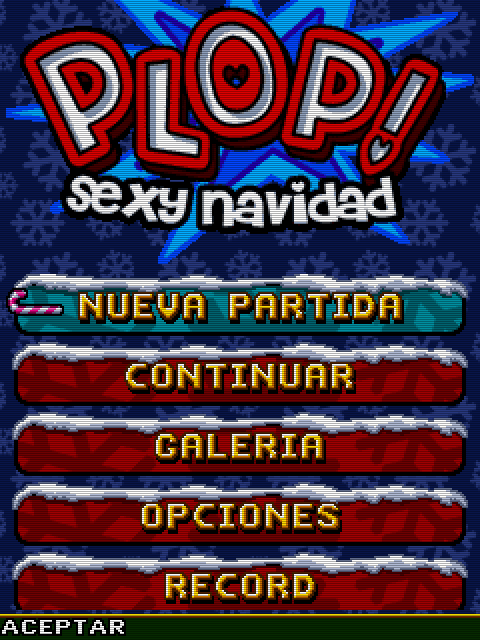 PLOP!
sexy navidad
NUEVA PARTIDA
CONTINUAR
GALERIA
OPCIONES
RECORD
ACEPTAR